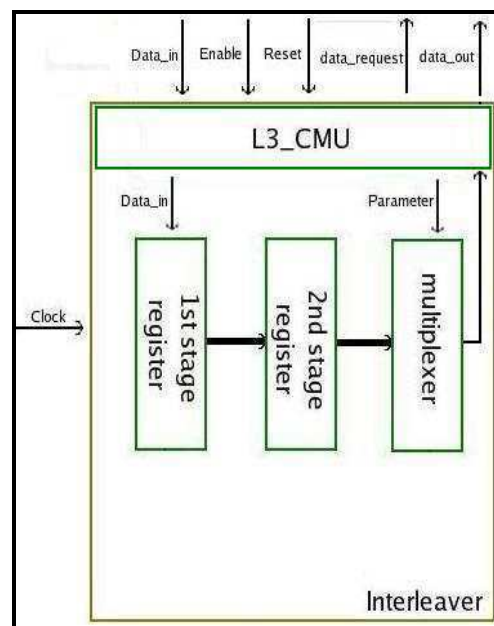 Data_in
Enable
Reset
data_request
data_out
L3_CMU
Data_in
Parameter
1st stage
register
2nd stage
register
multiplexer
Clock
Interleaver